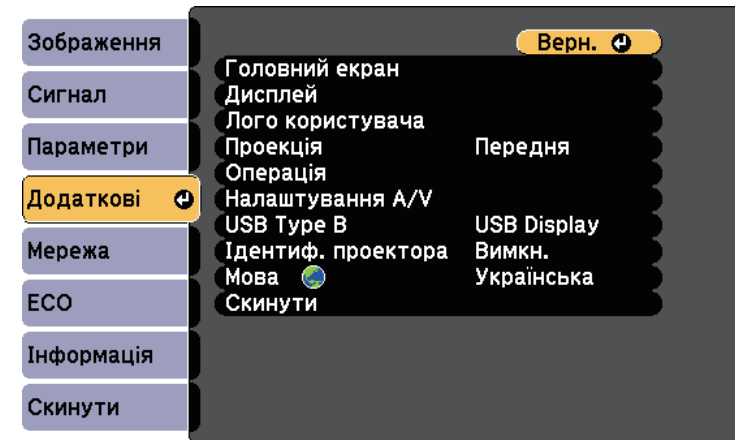 Зображення
Сигнал
Параметри
Додаткові
Мережа
ECO
Інформація
Скинути
Верн.
Головний екран
Дисплей
Лого користувача
Проекція Передня
Операція
Налаштування A/V
USB Type B USB Display
Ідентиф. проектора Вимкн.
Мова Українська
Скинути